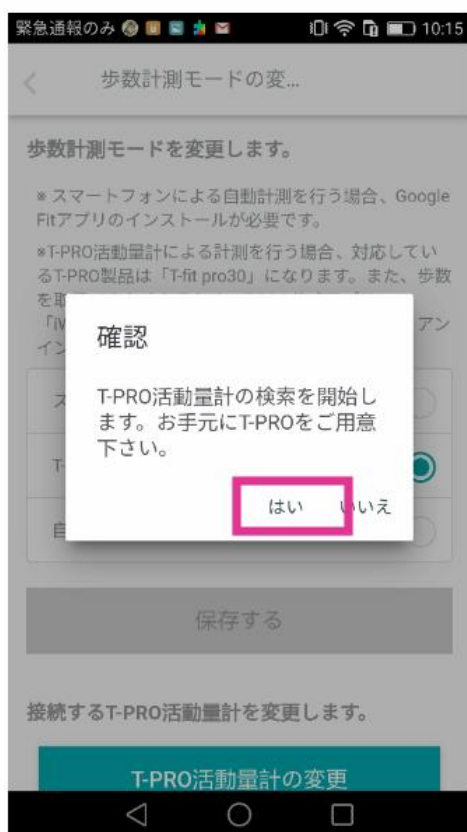 緊急通報のみ 10:15
歩数計測モードの変...
歩数計測モードを変更します。
※ スマートフォンによる自動計測を行う場合、Google
Fitアプリのインストールが必要です。
※T-PRO活動量計による計測を行う場合、対応してい
るT-PRO製品は「T-fit pro30」になります。また、歩数
を取
アン
イン
確認
T-PRO活動量計の検索を開始し
ます。お手元にT-PROをご用意
下さい。
はい いいえ
ス
T-
自
保存する
接続するT-PRO活動量計を変更します。
T-PRO活動量計の変更